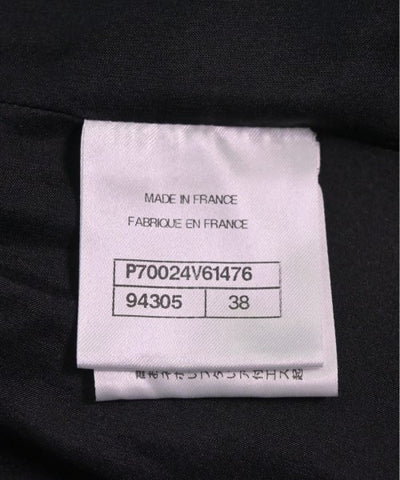 MADE IN FRANCE
FABRIQUE EN FRANCE
P70024V61476
94305 38